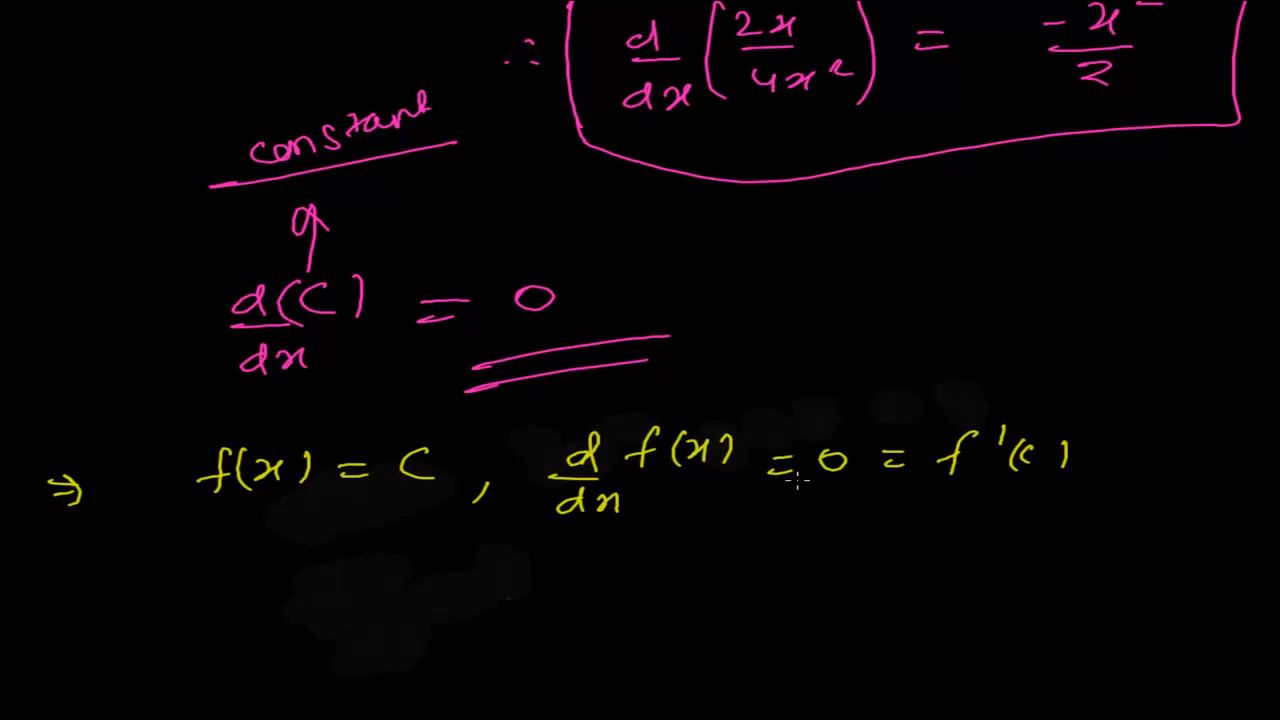 ∴ d/dx (2x/4x²) = -x⁻/2
constant
d(C)/dx = 0
⇒ f(x) = C , d/dx f(x) = 0 = f'(c)